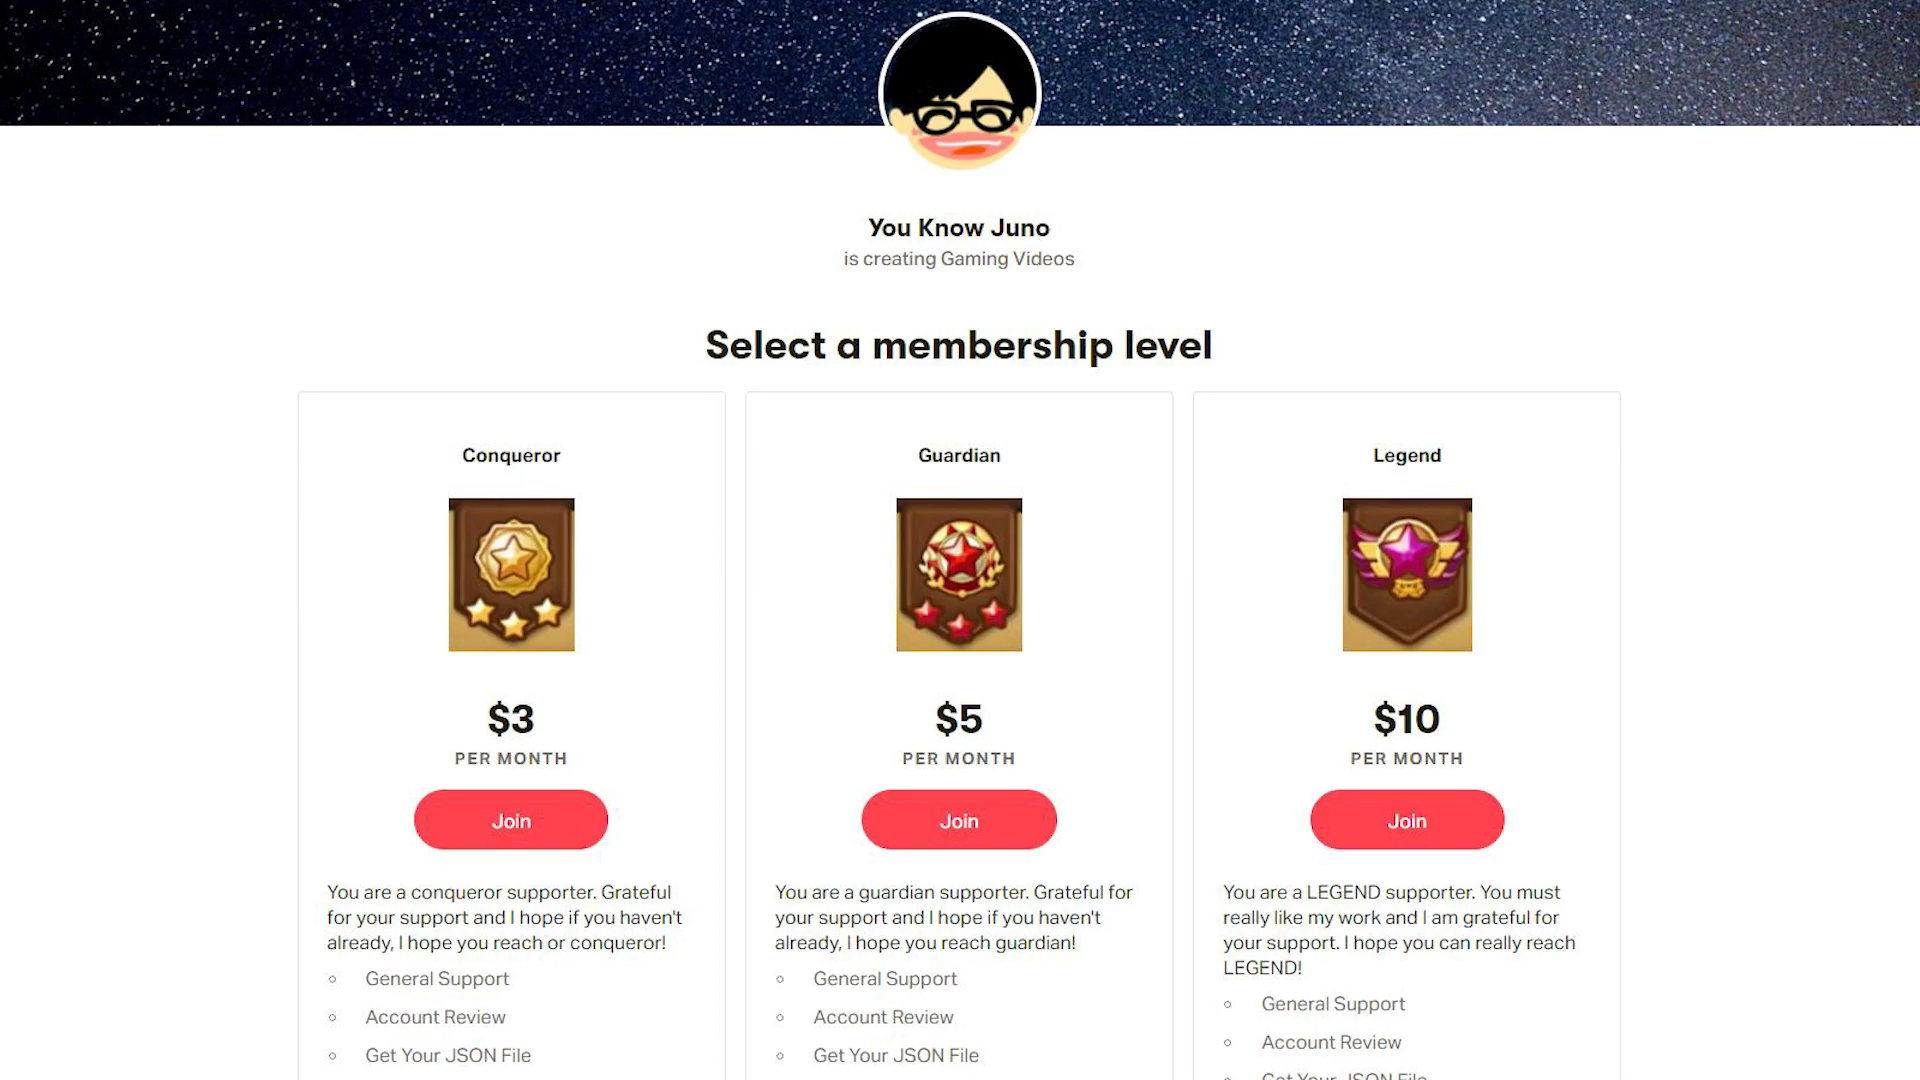 You Know Juno
is creating Gaming Videos
Select a membership level
Conqueror
$3
PER MONTH
Join
You are a conqueror supporter. Grateful
for your support and I hope if you haven't
already, I hope you reach or conqueror!
General Support
Account Review
Get Your JSON File
Guardian
$5
PER MONTH
Join
You are a guardian supporter. Grateful for
your support and I hope if you haven't
already, I hope you reach guardian!
General Support
Account Review
Get Your JSON File
Legend
$10
PER MONTH
Join
You are a LEGEND supporter. You must
really like my work and I am grateful for
your support. I hope you can really reach
LEGEND!
General Support
Account Review
Get Your JSON File